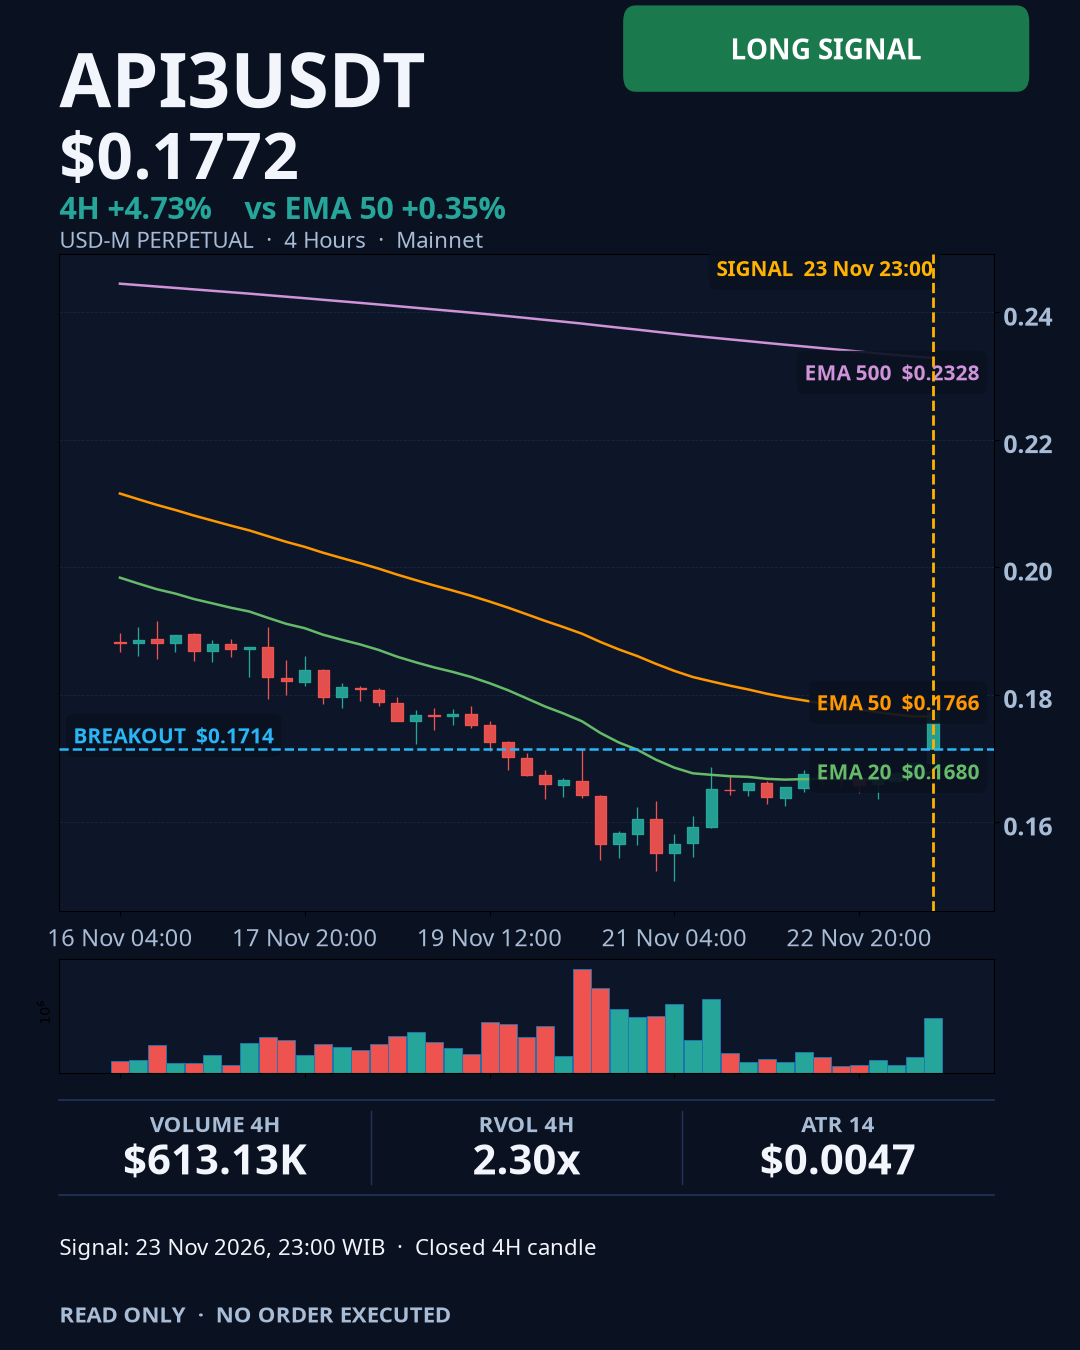 LONG SIGNAL
API3USDT
$0.1772
4H +4.73% vs EMA 50 +0.35%
USD-M PERPETUAL · 4 Hours · Mainnet
SIGNAL 23 Nov 23:00
0.24
EMA 500 $0.2328
0.22
0.20
0.18
EMA 50 $0.1766
BREAKOUT $0.1714
EMA 20 $0.1680
0.16
16 Nov 04:00 17 Nov 20:00 19 Nov 12:00 21 Nov 04:00 22 Nov 20:00
10⁶
VOLUME 4H RVOL 4H ATR 14
$613.13K 2.30x $0.0047
Signal: 23 Nov 2026, 23:00 WIB · Closed 4H candle
READ ONLY · NO ORDER EXECUTED